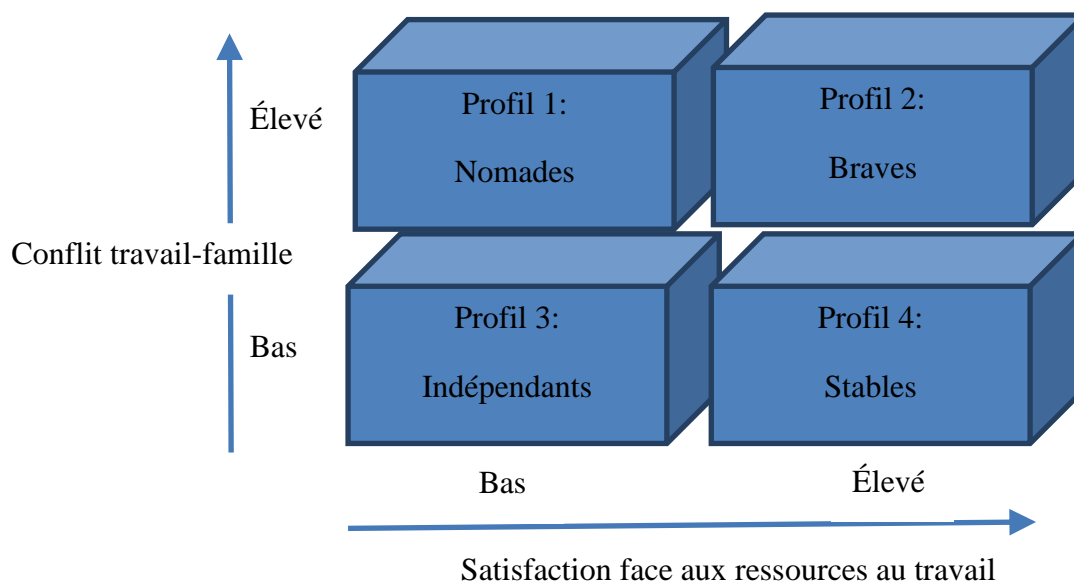 Élevé
Profil 1:
Nomades
Profil 2:
Braves
Conflit travail-famille
Bas
Profil 3:
Indépendants
Profil 4:
Stables
Bas
Élevé
Satisfaction face aux ressources au travail